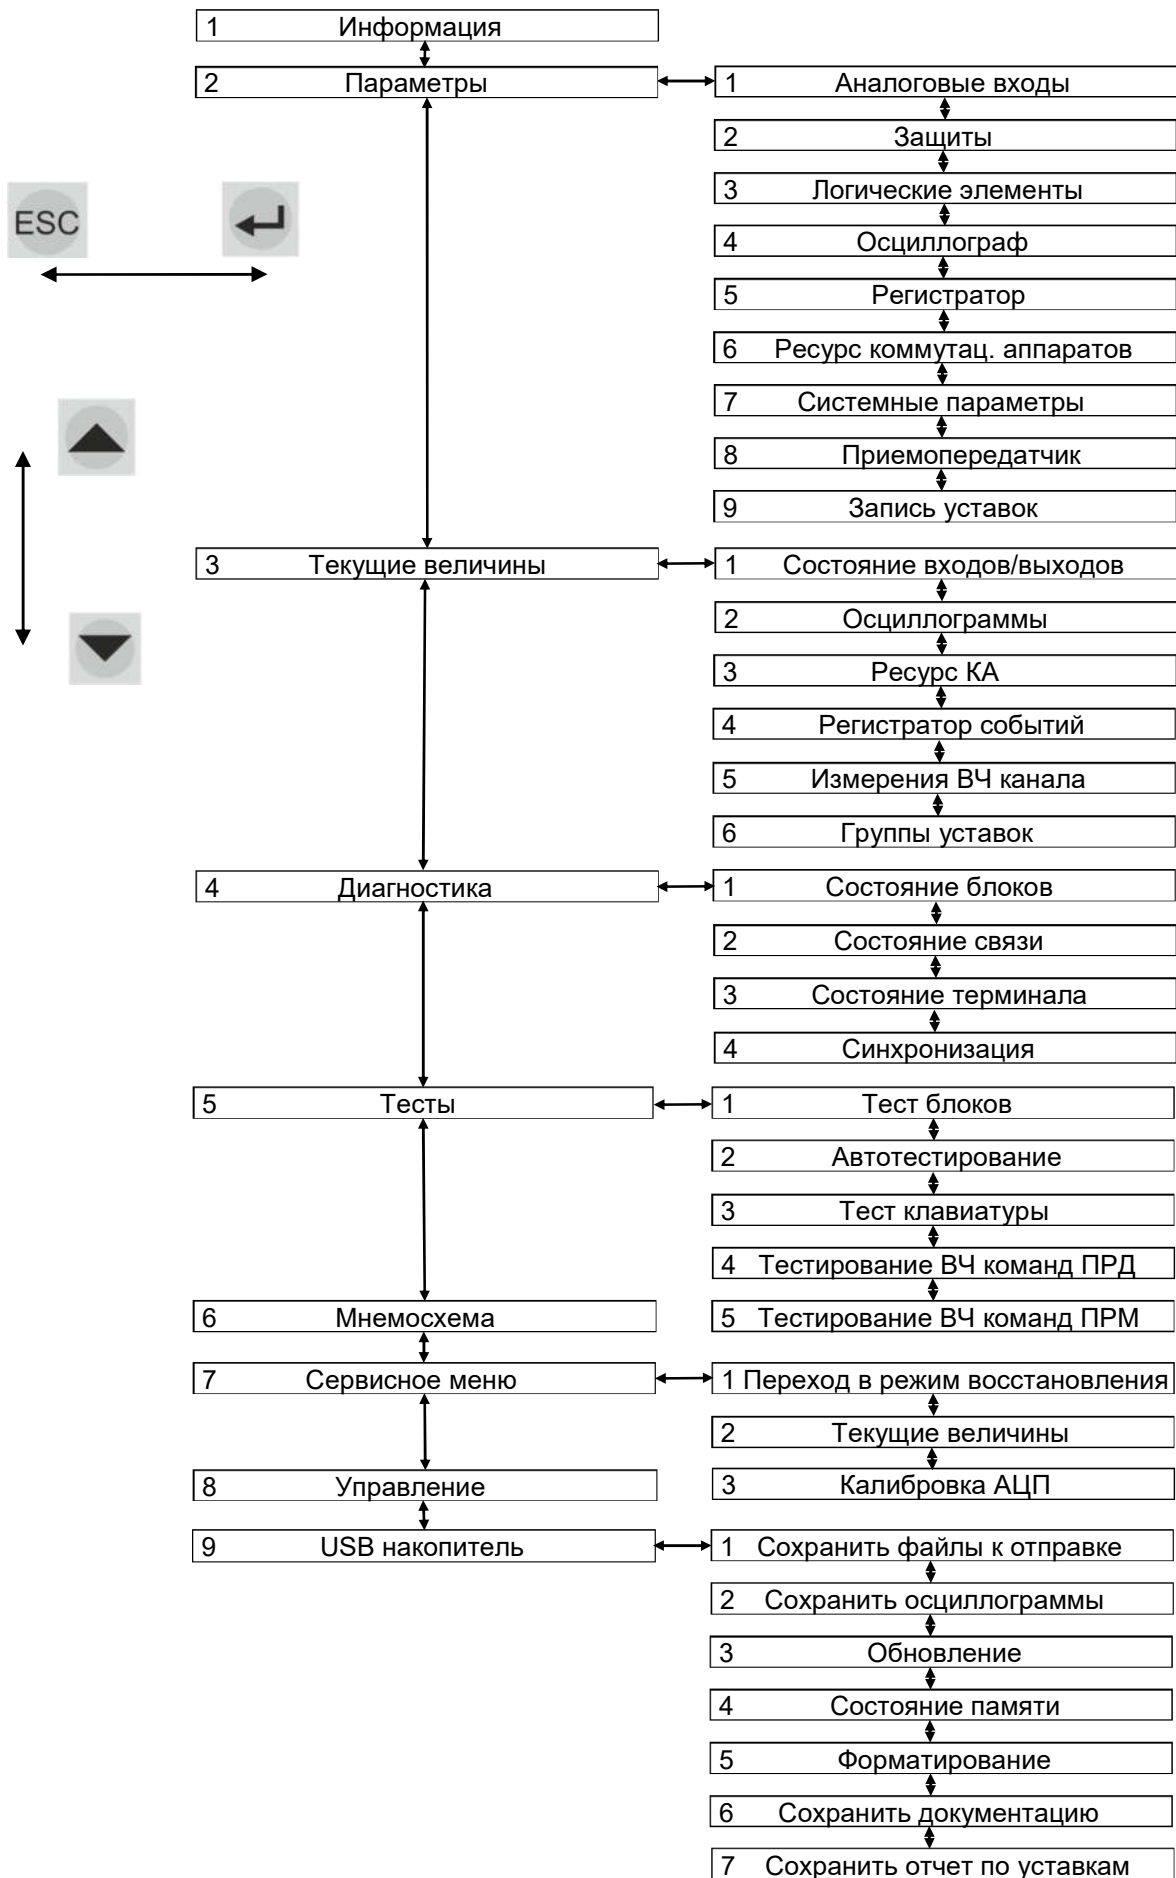 1 Информация
2 Параметры
1 Аналоговые входы
2 Защиты
3 Логические элементы
ESC
4 Осциллограф
5 Регистратор
6 Ресурс коммутац. аппаратов
7 Системные параметры
8 Приемопередатчик
9 Запись уставок
3 Текущие величины
1 Состояние входов/выходов
2 Осциллограммы
3 Ресурс КА
4 Регистратор событий
5 Измерения ВЧ канала
6 Группы уставок
4 Диагностика
1 Состояние блоков
2 Состояние связи
3 Состояние терминала
4 Синхронизация
5 Тесты
1 Тест блоков
2 Автотестирование
3 Тест клавиатуры
4 Тестирование ВЧ команд ПРД
5 Тестирование ВЧ команд ПРМ
6 Мнемосхема
7 Сервисное меню
1 Переход в режим восстановления
2 Текущие величины
3 Калибровка АЦП
8 Управление
9 USB накопитель
1 Сохранить файлы к отправке
2 Сохранить осциллограммы
3 Обновление
4 Состояние памяти
5 Форматирование
6 Сохранить документацию
7 Сохранить отчет по уставкам